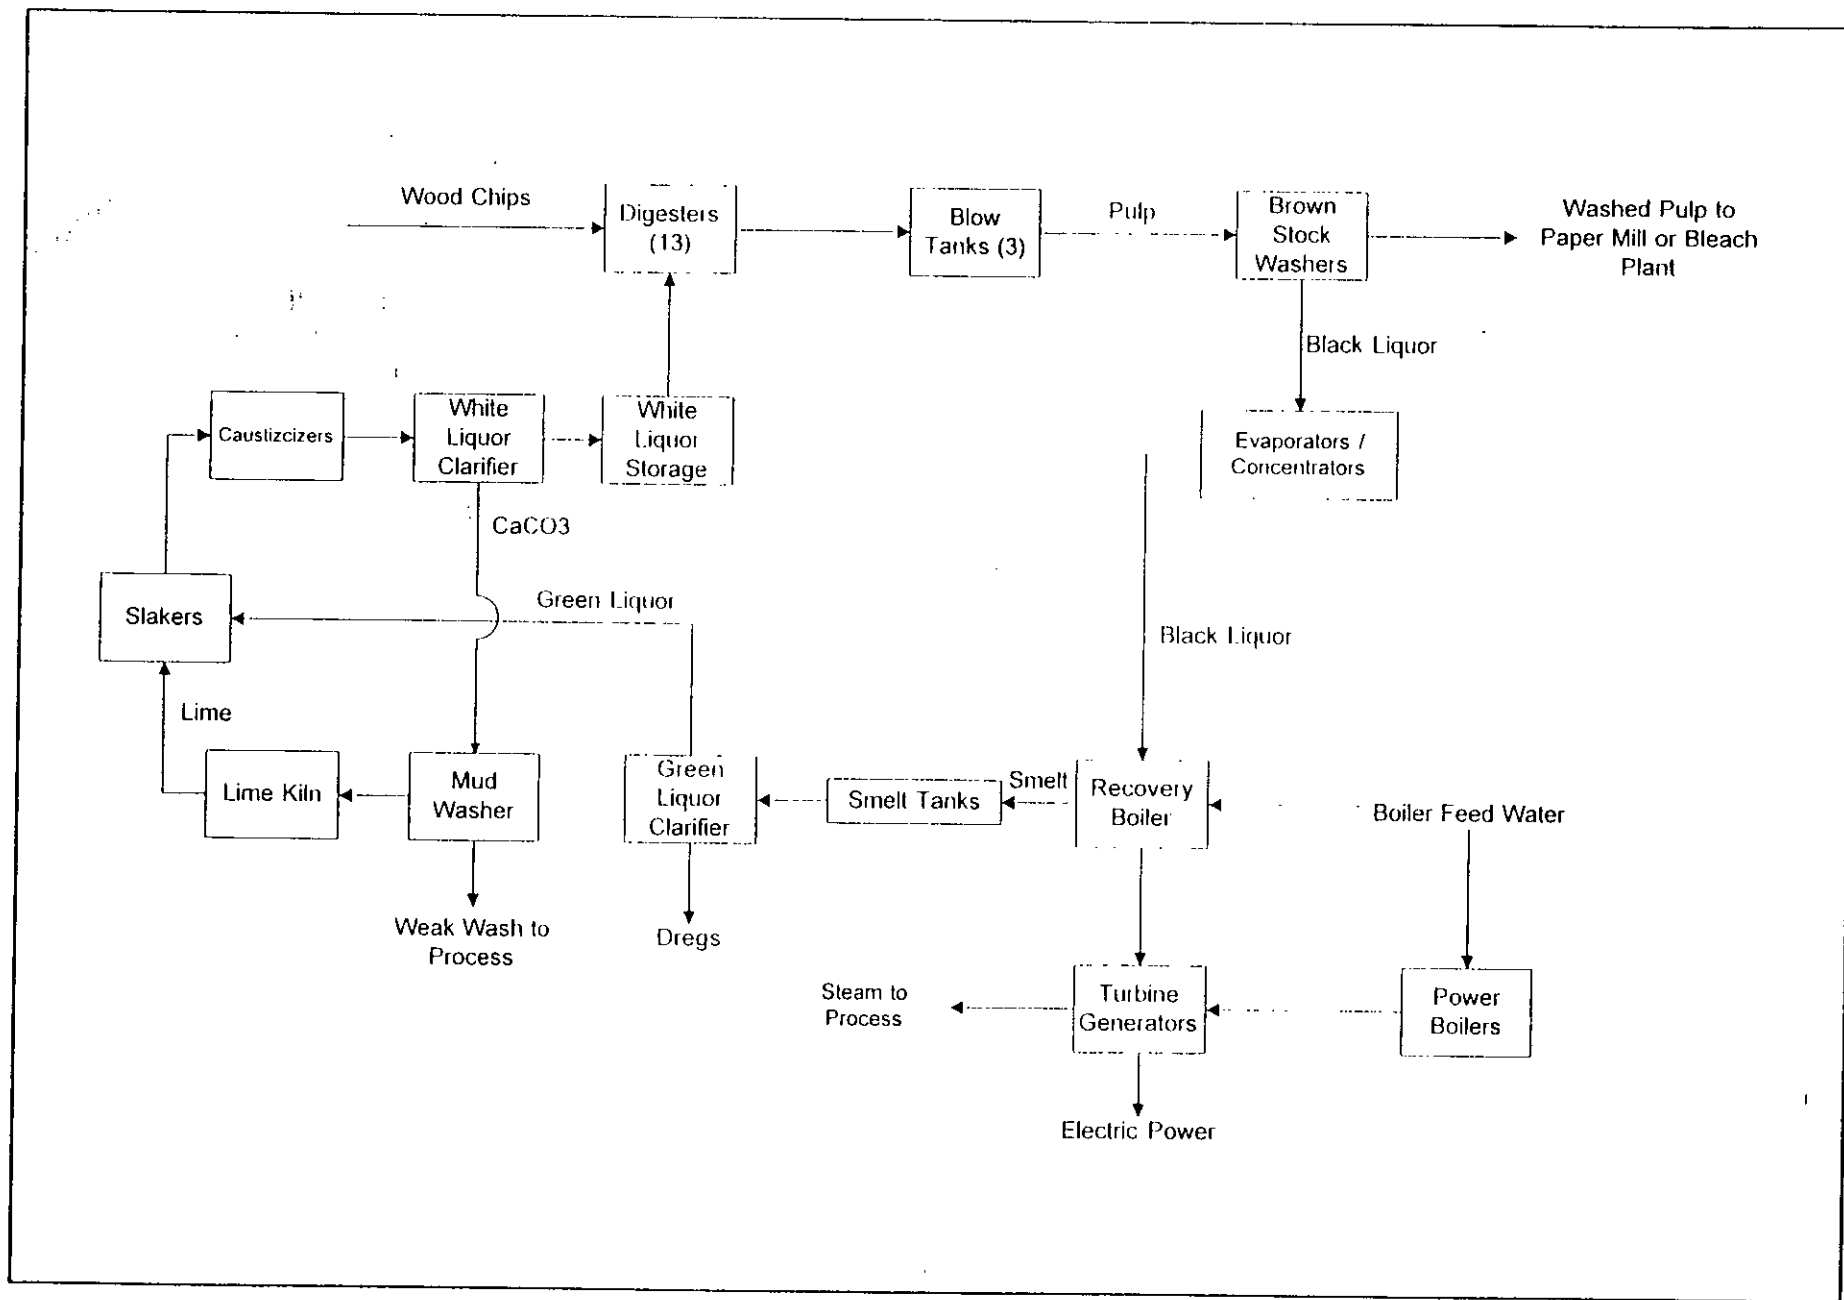 Wood Chips
Digesters
(13)
Blow
Tanks (3)
Pulp
Brown
Stock
Washers
Washed Pulp to
Paper Mill or Bleach
Plant
Black Liquor
Caustizcizers
White
Liquor
Clarifier
White
Liquor
Storage
Evaporators /
Concentrators
CaCO3
Slakers
Green Liquor
Black Liquor
Lime
Lime Kiln
Mud
Washer
Green
Liquor
Clarifier
Smelt Tanks
Smelt
Recovery
Boiler
Boiler Feed Water
Weak Wash to
Process
Dregs
Steam to
Process
Turbine
Generators
Power
Boilers
Electric Power